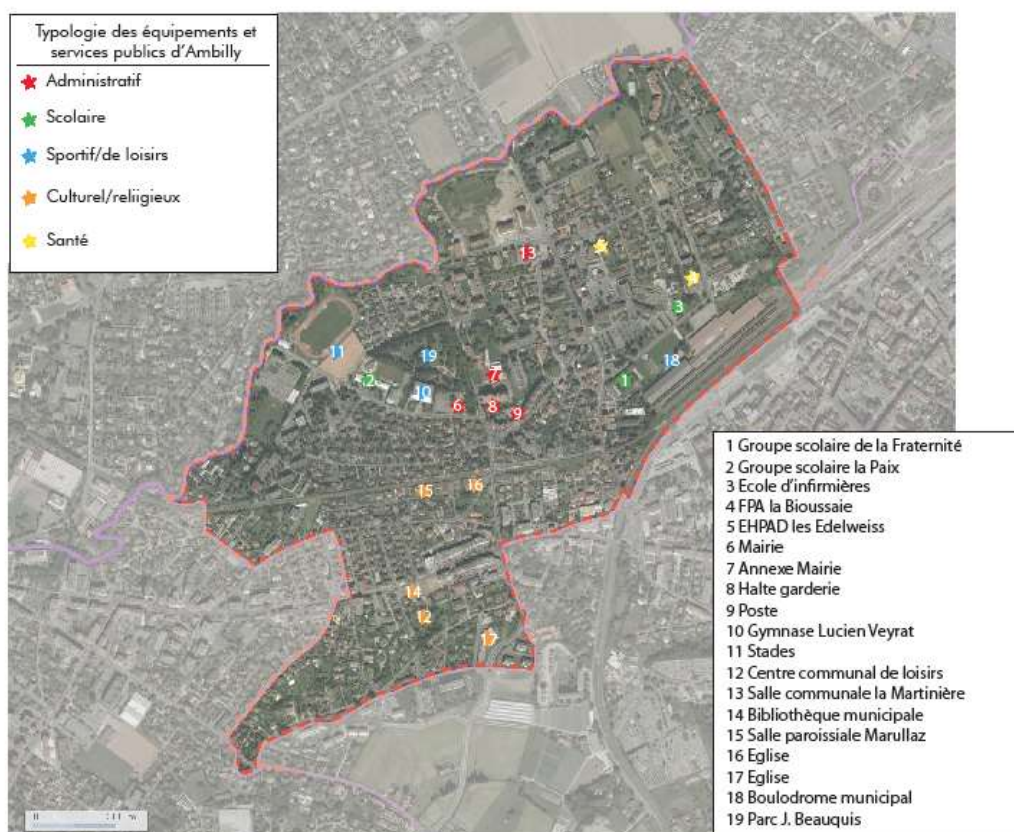 Typologie des équipements et
services publics d'Ambilly
Administratif
Scolaire
Sportif/de loisirs
Culturel/reliigieux
Santé
13
3
11
19
18
2
10
7
1
6
8
9
15
16
14
12
17
1 Groupe scolaire de la Fraternité
2 Groupe scolaire la Paix
3 Ecole d'infirmières
4 FPA la Bioussaie
5 EHPAD les Edelweiss
6 Mairie
7 Annexe Mairie
8 Halte garderie
9 Poste
10 Gymnase Lucien Veyrat
11 Stades
12 Centre communal de loisirs
13 Salle communale la Martinière
14 Bibliothèque municipale
15 Salle paroissiale Marullaz
16 Eglise
17 Eglise
18 Boulodrome municipal
19 Parc J. Beauquis